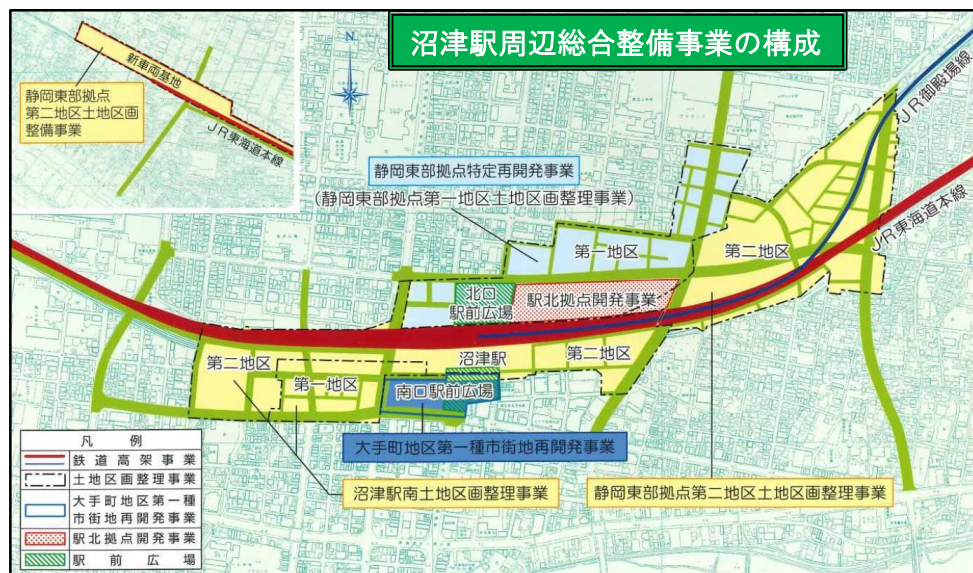 沼津駅周辺総合整備事業の構成
新車両基地
静岡東部拠点
第二地区土地区画
整備事業
JR東海道本線
N
静岡東部拠点特定再開発事業
(静岡東部拠点第一地区土地区画整理事業)
JR御殿場線
JR東海道本線
第一地区
第二地区
北口
駅前広場
駅北拠点開発事業
第二地区
第一地区
沼津駅
第二地区
南口駅前広場
大手町地区第一種市街地再開発事業
沼津駅南土地区画整理事業
静岡東部拠点第二地区土地区画整理事業
凡例
鉄道高架事業
土地区画整理事業
大手町地区第一種
市街地再開発事業
駅北拠点開発事業
駅前広場